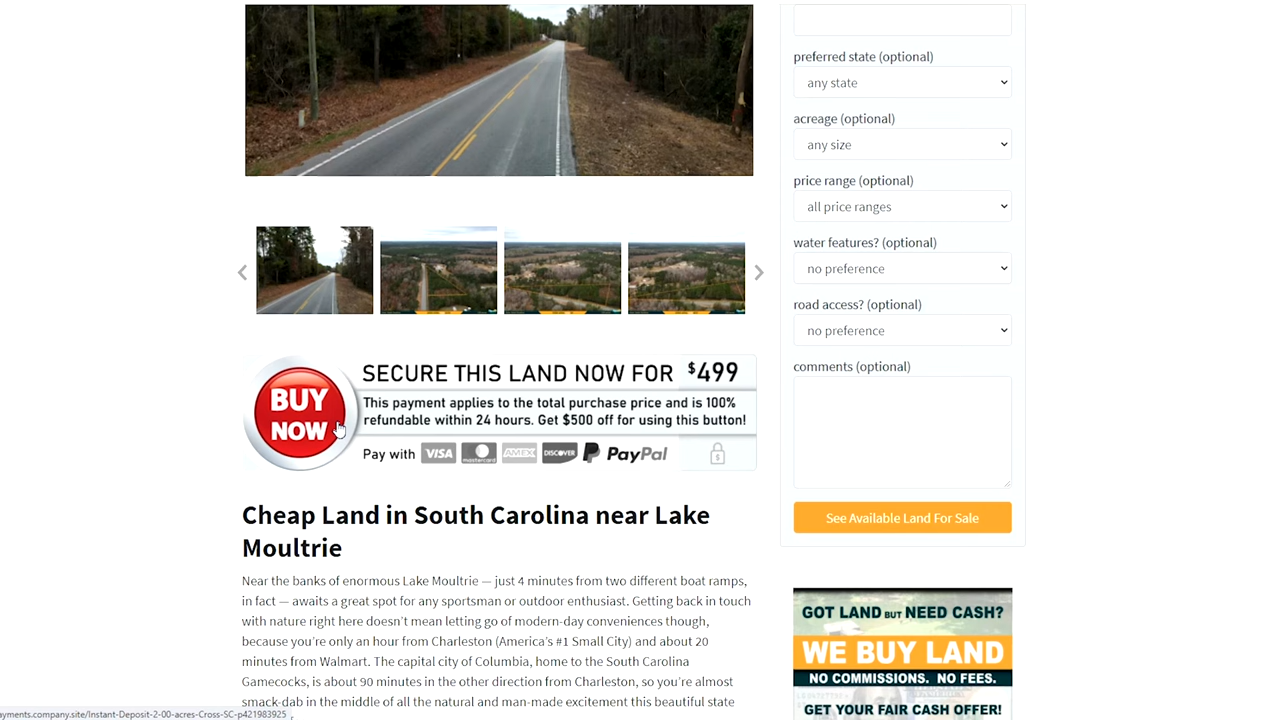 preferred state (optional)
any state
acreage (optional)
any size
price range (optional)
all price ranges
water features? (optional)
no preference
road access? (optional)
no preference
comments (optional)
See Available Land For Sale
BUY
NOW
SECURE THIS LAND NOW FOR $499
This payment applies to the total purchase price and is 100%
refundable within 24 hours. Get $500 off for using this button!
Pay with VISA mastercard AMEX DISCOVER PayPal
Cheap Land in South Carolina near Lake
Moultrie
Near the banks of enormous Lake Moultrie — just 4 minutes from two different boat ramps,
in fact — awaits a great spot for any sportsman or outdoor enthusiast. Getting back in touch
with nature right here doesn't mean letting go of modern-day conveniences though,
because you're only an hour from Charleston (America's #1 Small City) and about 20
minutes from Walmart. The capital city of Columbia, home to the South Carolina
Gamecocks, is about 90 minutes in the other direction from Charleston, so you're almost
smack-dab in the middle of all the natural and man-made excitement this beautiful state
GOT LAND BUT NEED CASH?
WE BUY LAND
NO COMMISSIONS. NO FEES.
GET YOUR FAIR CASH OFFER!
ayments.company.site/Instant-Deposit-2-00-acres-Cross-SC-p421983925